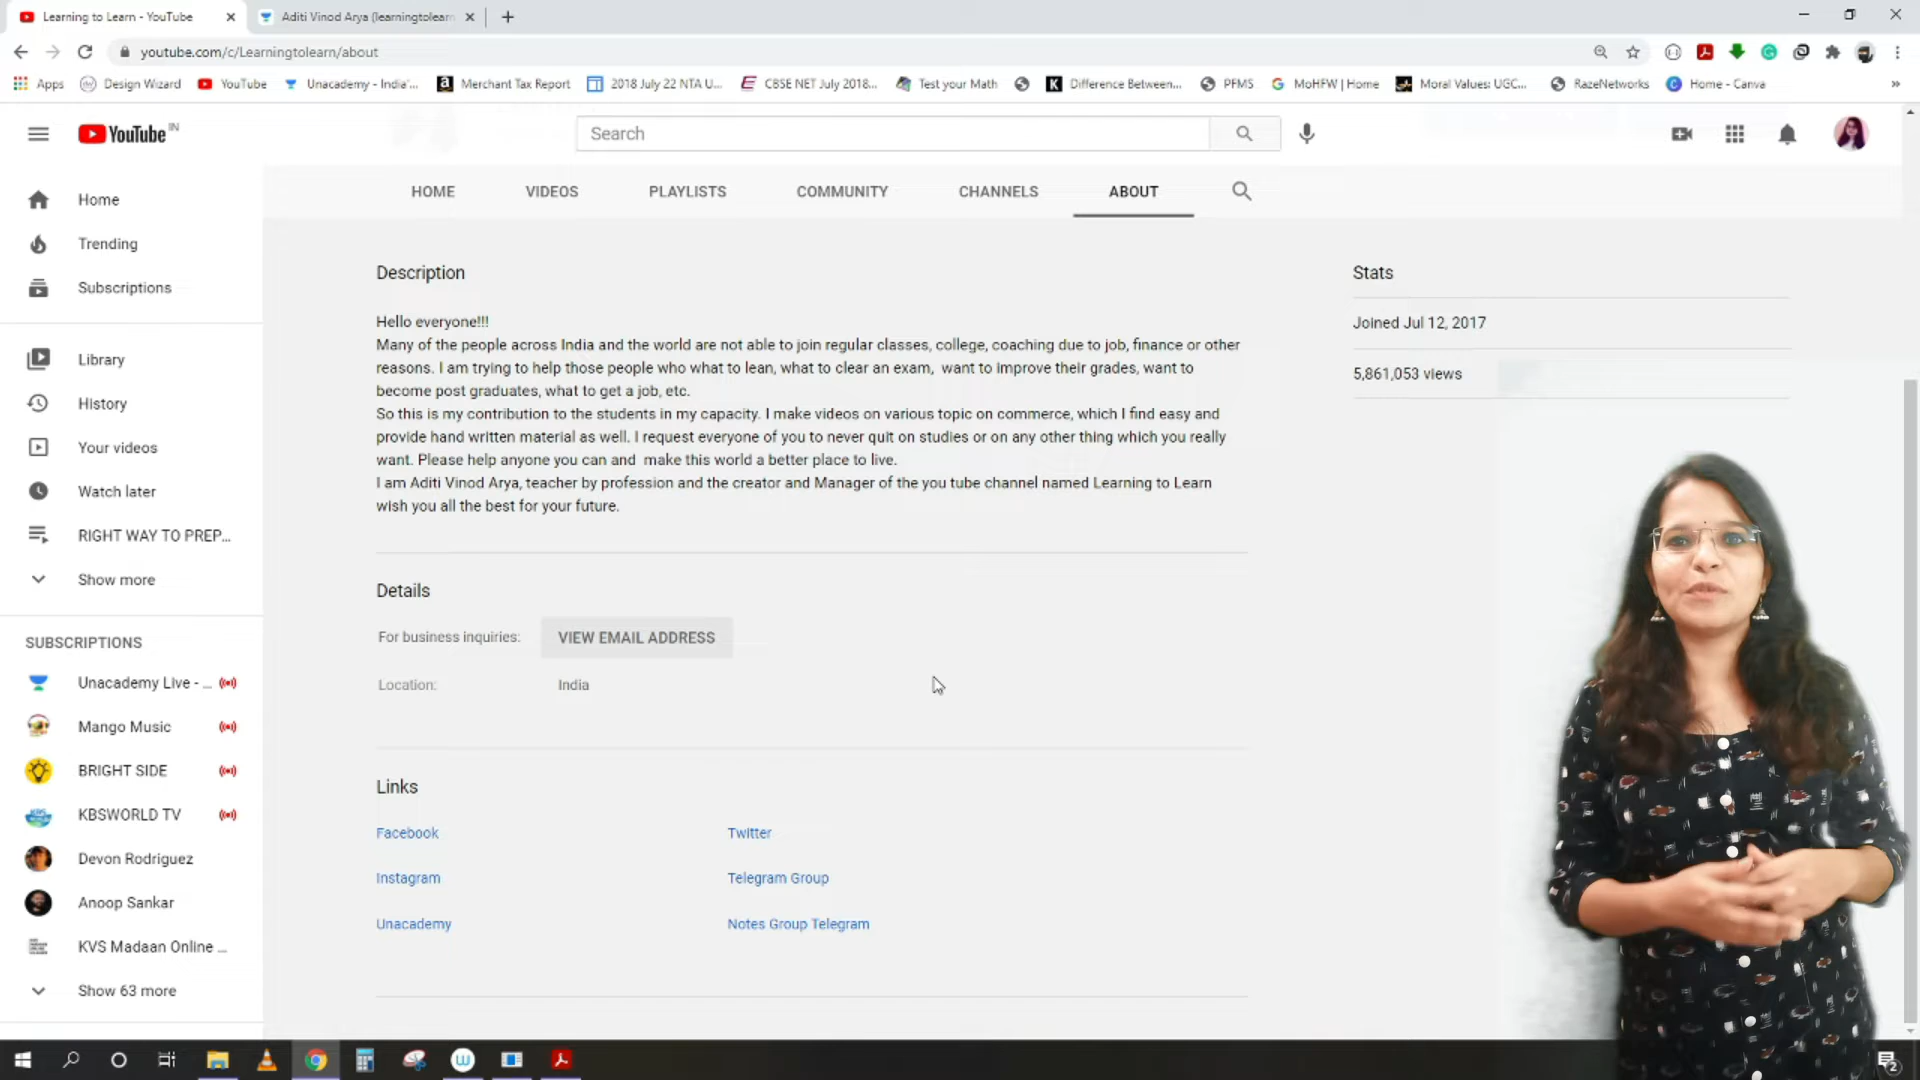 Learning to Learn - YouTube
Aditi Vinod Arya (learningtolearn
youtube.com/c/Learningtolearn/about
Apps
Design Wizard
YouTube
Unacademy - India'...
Merchant Tax Report
2018 July 22 NTA U...
CBSE NET July 2018...
Test your Math
Difference Between...
PFMS
MoHFW | Home
Moral Values: UGC...
RazeNetworks
Home - Canva
YouTube IN
Search
HOME
VIDEOS
PLAYLISTS
COMMUNITY
CHANNELS
ABOUT
Home
Trending
Subscriptions
Library
History
Your videos
Watch later
RIGHT WAY TO PREP...
Show more
SUBSCRIPTIONS
Unacademy Live - ...
Mango Music
BRIGHT SIDE
KBSWORLD TV
Devon Rodriguez
Anoop Sankar
KVS Madaan Online ...
Show 63 more
Description
Hello everyone!!!
Many of the people across India and the world are not able to join regular classes, college, coaching due to job, finance or other
reasons. I am trying to help those people who what to lean, what to clear an exam, want to improve their grades, want to
become post graduates, what to get a job, etc.
So this is my contribution to the students in my capacity. I make videos on various topic on commerce, which I find easy and
provide hand written material as well. I request everyone of you to never quit on studies or on any other thing which you really
want. Please help anyone you can and make this world a better place to live.
I am Aditi Vinod Arya, teacher by profession and the creator and Manager of the you tube channel named Learning to Learn
wish you all the best for your future.
Details
For business inquiries:
VIEW EMAIL ADDRESS
Location:
India
Links
Facebook
Twitter
Instagram
Telegram Group
Unacademy
Notes Group Telegram
Stats
Joined Jul 12, 2017
5,861,053 views